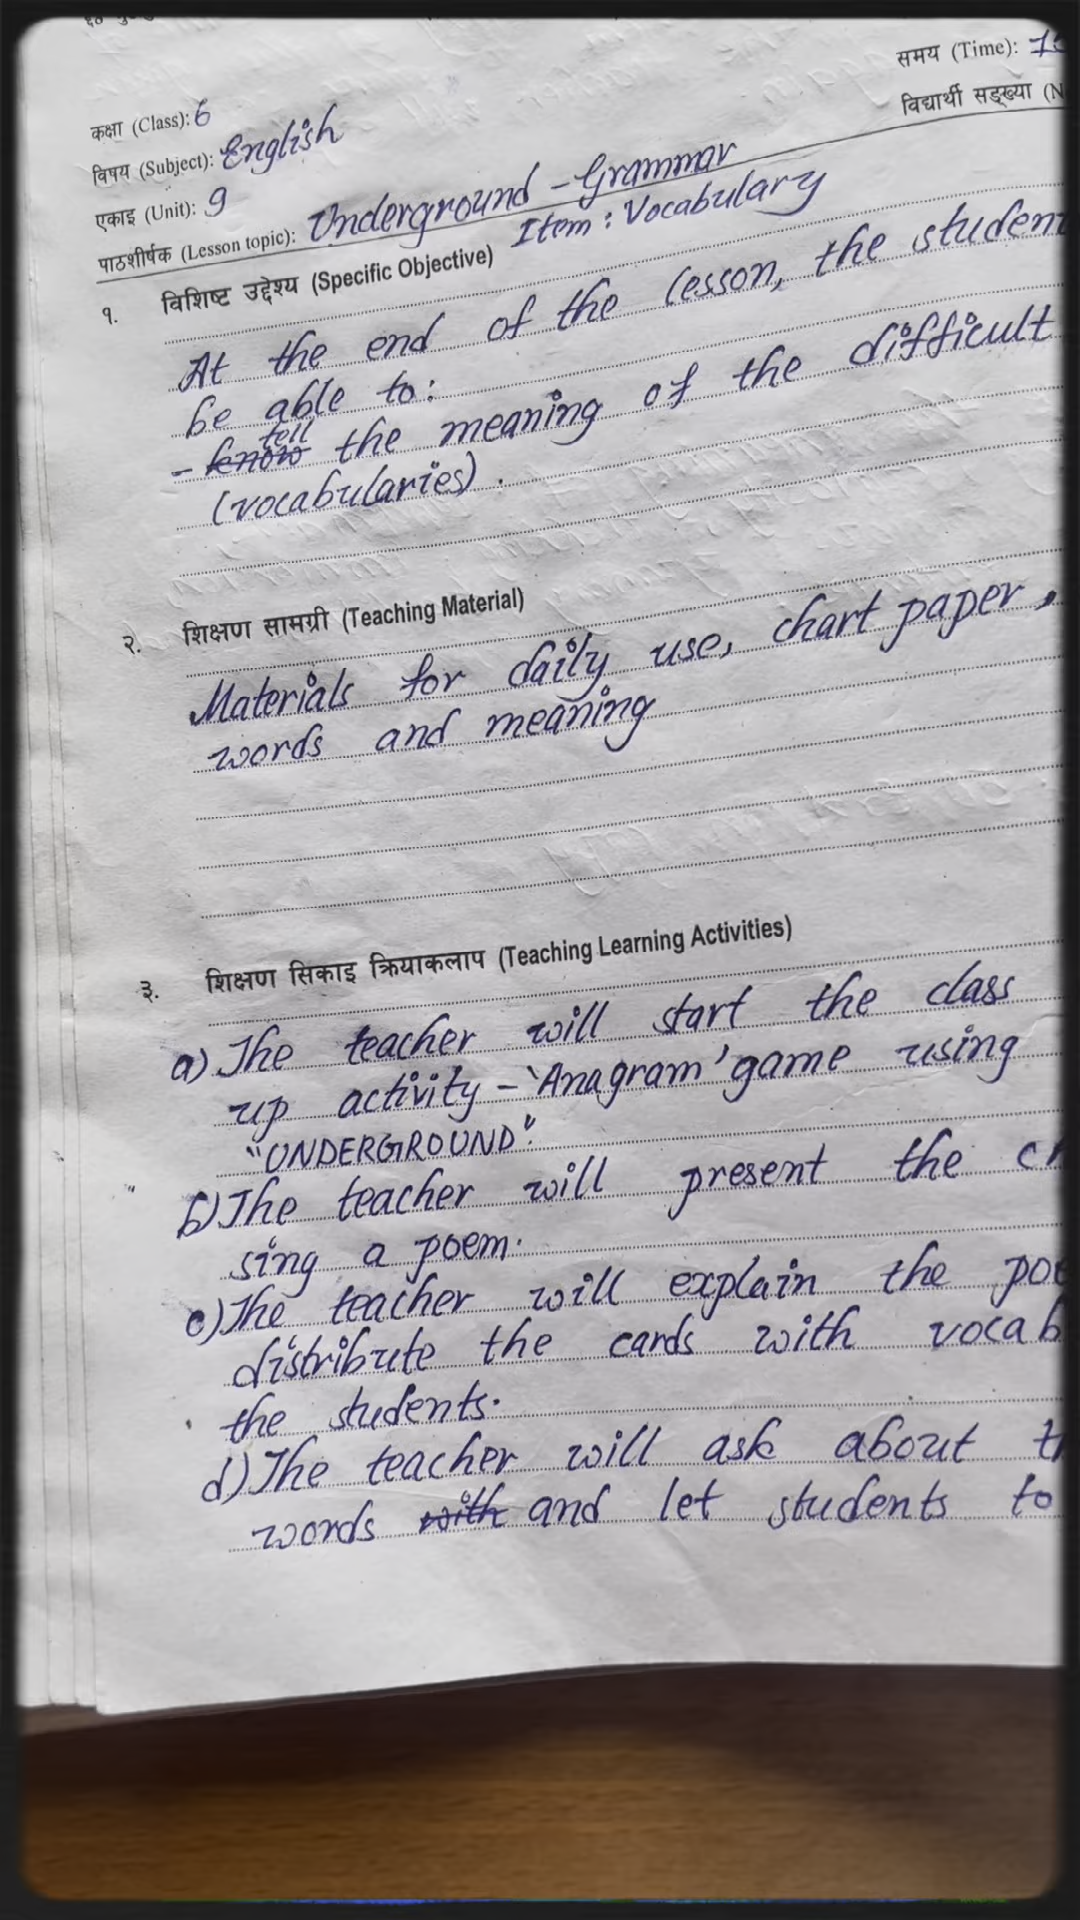 समय (Time):
विद्यार्थी सङ्ख्या
कक्षा (Class): 6
विषय (Subject): English
एकाइ (Unit): 9
पाठशीर्षक (Lesson topic): Underground - Grammar
Item : Vocabulary
१. विशिष्ट उद्देश्य (Specific Objective)
At the end of the lesson, the
be able to:
tell
- know the meaning of the difficult
(vocabularies).
२. शिक्षण सामग्री (Teaching Material)
Materials for daily use, chart paper,
words and meaning
३. शिक्षण सिकाइ क्रियाकलाप (Teaching Learning Activities)
a) The teacher will start the class
up activity - 'Anagram' game using
"UNDERGROUND".
b) The teacher will present the
sing a poem.
c) The teacher will explain the
distribute the cards with
the students.
d) The teacher will ask about
words with and let students to